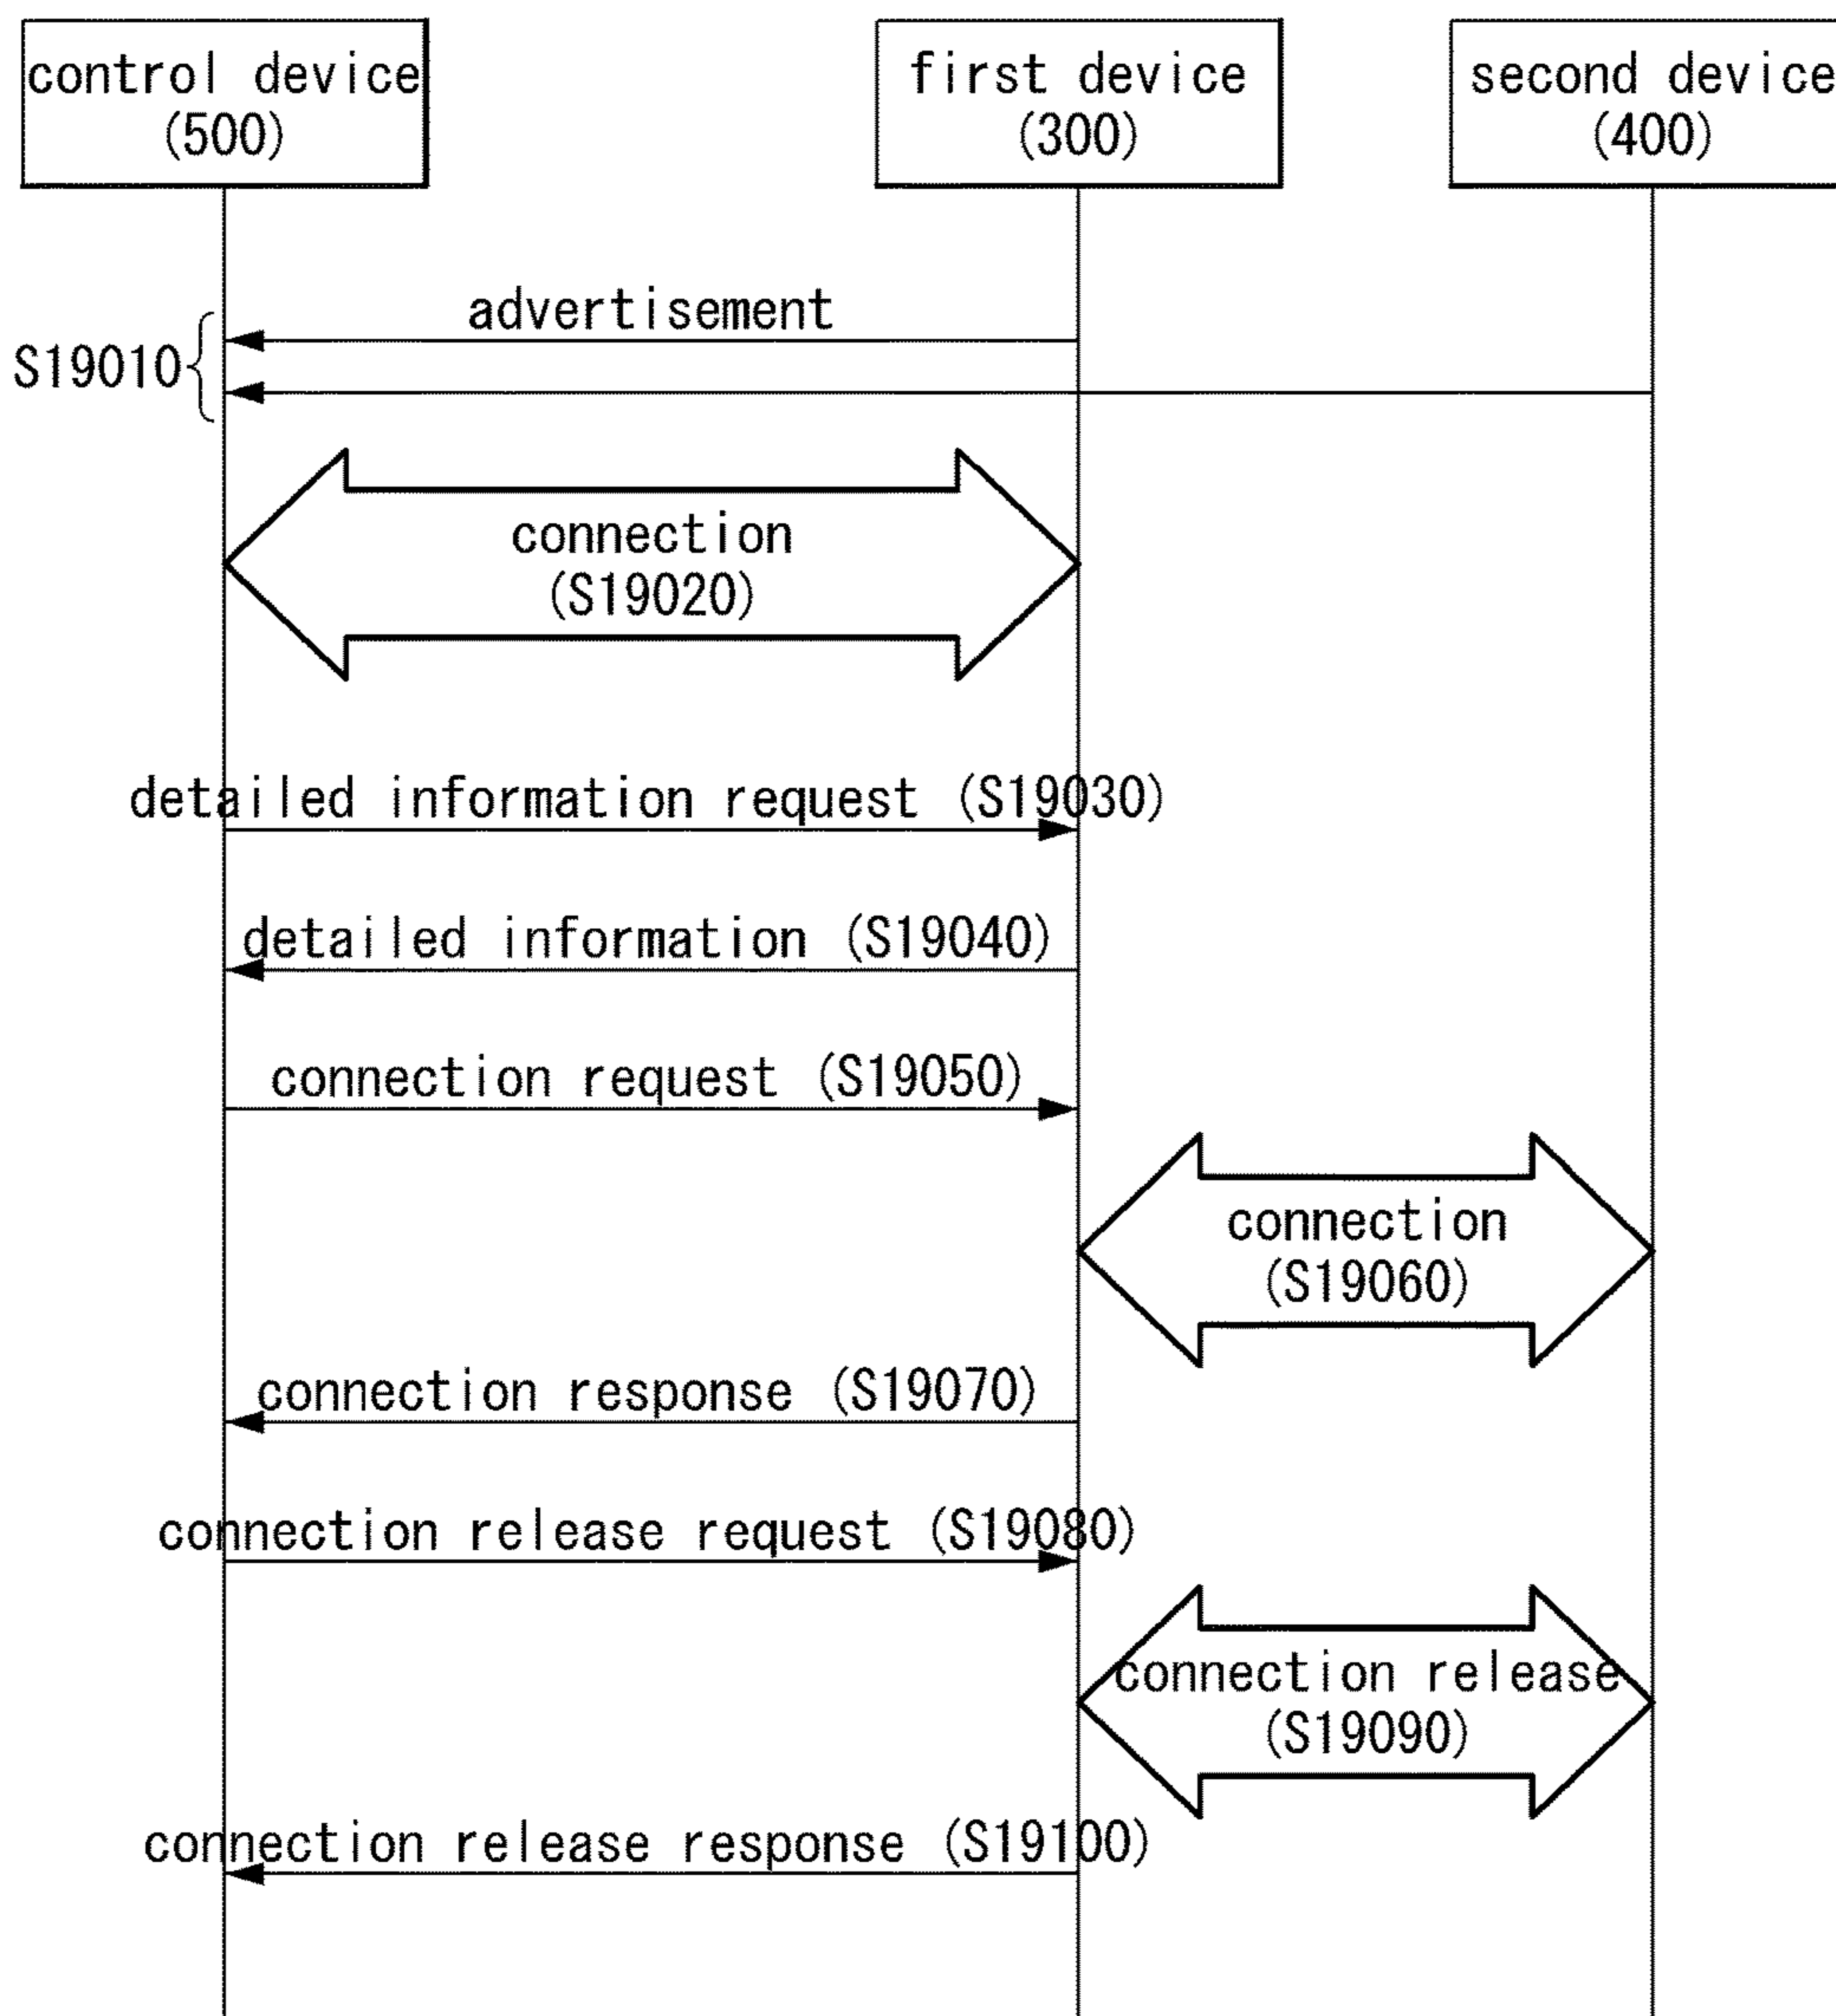 control device
(500)
first device
(300)
second device
(400)
advertisement
S19010
connection
(S19020)
detailed information request (S19030)
detailed information (S19040)
connection request (S19050)
connection
(S19060)
connection response (S19070)
connection release request (S19080)
connection release
(S19090)
connection release response (S19100)